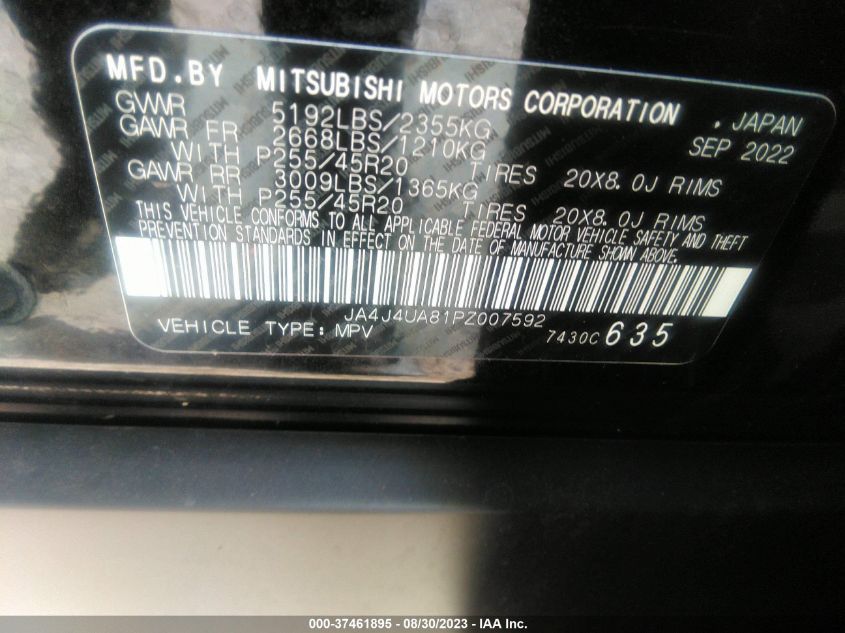 MFD.BY MITSUBISHI MOTORS CORPORATION . JAPAN
GVWR 5192LBS/2355KG SEP 2022
GAWR FR 2668LBS/1210KG
WITH P255/45R20 TIRES 20X8.0J RIMS
GAWR RR 3009LBS/1365KG
WITH P255/45R20 TIRES 20X8.0J RIMS
THIS VEHICLE CONFORMS TO ALL APPLICABLE FEDERAL MOTOR VEHICLE SAFETY AND THEFT
PREVENTION STANDARDS IN EFFECT ON THE DATE OF MANUFACTURE SHOWN ABOVE.
JA4J4UA81PZ007592
VEHICLE TYPE: MPV 7430C 635
000-37461895 - 08/30/2023 - IAA Inc.